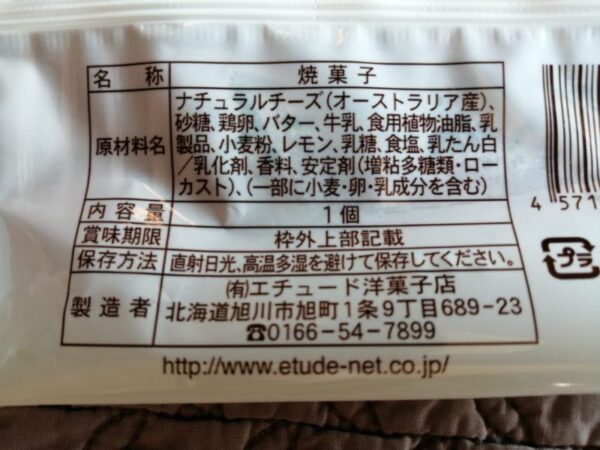 名称 焼菓子
原材料名 ナチュラルチーズ(オーストラリア産)、
砂糖、鶏卵、バター、牛乳、食用植物油脂、乳
製品、小麦粉、レモン、乳糖、食塩、乳たん白
/乳化剤、香料、安定剤(増粘多糖類・ロー
カスト)、(一部に小麦・卵・乳成分を含む)
内容量 1個
賞味期限 枠外上部記載
保存方法 直射日光、高温多湿を避けて保存してください。
製造者 (有)エチュード洋菓子店
北海道旭川市旭町1条9丁目689-23
☎0166-54-7899
http://www.etude-net.co.jp/
4 571
プラ